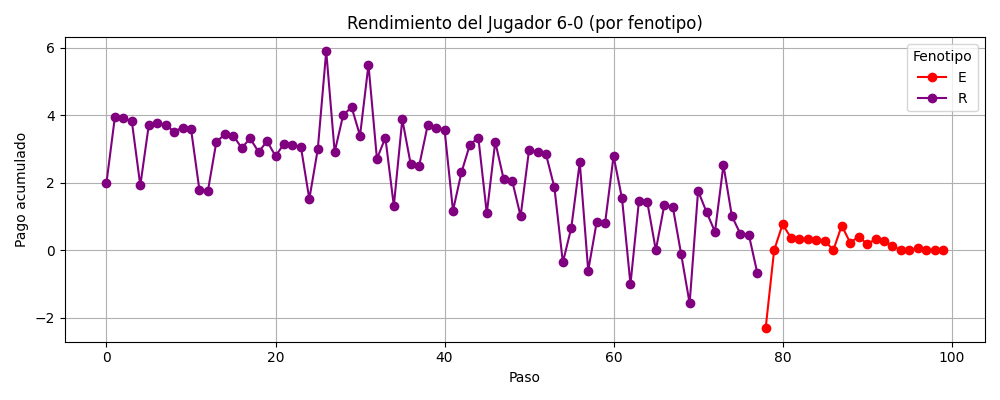 Rendimiento del Jugador 6-0 (por fenotipo)
Pago acumulado
6
4
2
0
−2
Fenotipo
E
R
0
20
40
60
80
100
Paso